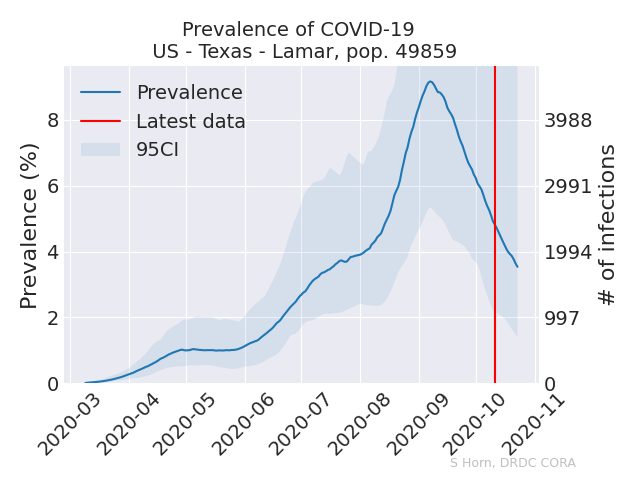 Prevalence of COVID-19
US - Texas - Lamar, pop. 49859
Prevalence
Latest data
95CI
Prevalence (%)
8
6
4
2
0
3988
2991
1994
997
0
# of infections
2020-03
2020-04
2020-05
2020-06
2020-07
2020-08
2020-09
2020-10
2020-11
S Horn, DRDC CORA